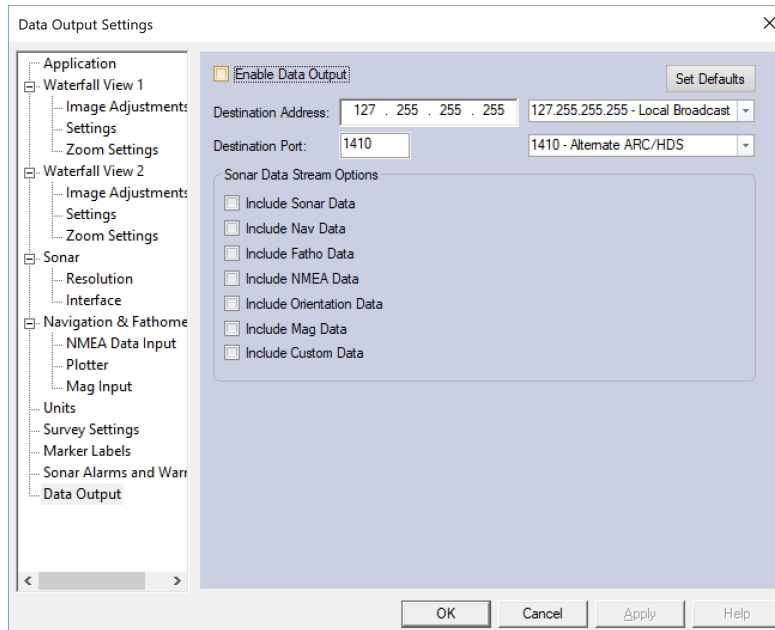 Data Output Settings
Application
Waterfall View 1
Image Adjustments
Settings
Zoom Settings
Waterfall View 2
Image Adjustments
Settings
Zoom Settings
Sonar
Resolution
Interface
Navigation & Fathome
NMEA Data Input
Plotter
Mag Input
Units
Survey Settings
Marker Labels
Sonar Alarms and Warr
Data Output
Enable Data Output
Set Defaults
Destination Address: 127 . 255 . 255 . 255 127.255.255.255 - Local Broadcast
Destination Port: 1410 1410 - Alternate ARC/HDS
Sonar Data Stream Options
Include Sonar Data
Include Nav Data
Include Fatho Data
Include NMEA Data
Include Orientation Data
Include Mag Data
Include Custom Data
OK Cancel Apply Help